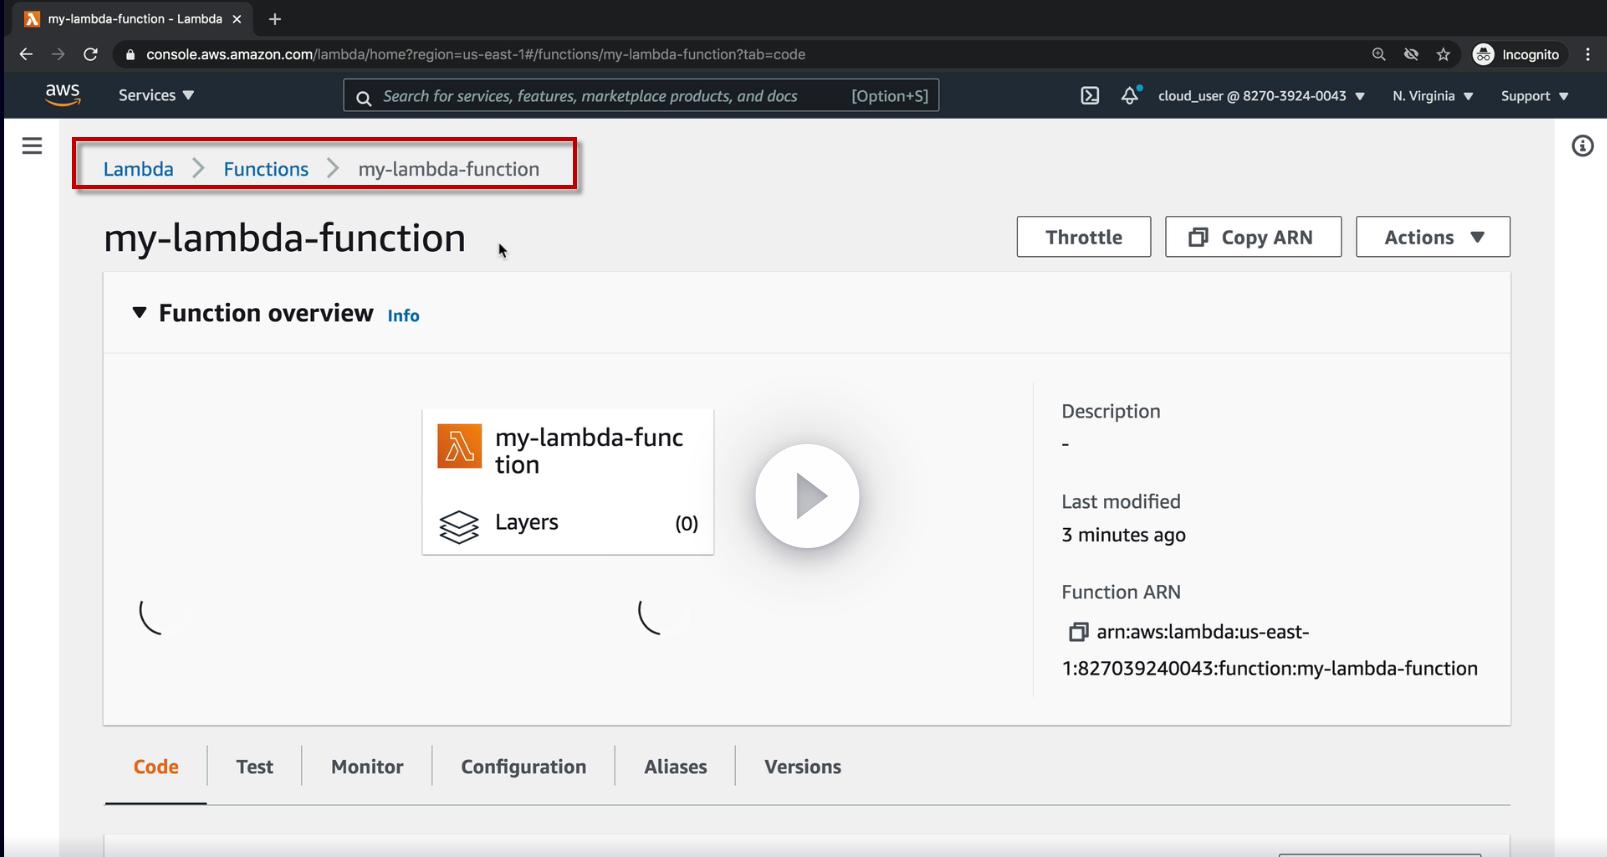 my-lambda-function - Lambda
console.aws.amazon.com/lambda/home?region=us-east-1#/functions/my-lambda-function?tab=code
Incognito
aws
Services
Search for services, features, marketplace products, and docs
[Option+S]
cloud_user @ 8270-3924-0043
N. Virginia
Support
Lambda
Functions
my-lambda-function
my-lambda-function
Throttle
Copy ARN
Actions
Function overview
Info
my-lambda-func
tion
Layers
(0)
Description
-
Last modified
3 minutes ago
Function ARN
arn:aws:lambda:us-east-
1:827039240043:function:my-lambda-function
Code
Test
Monitor
Configuration
Aliases
Versions